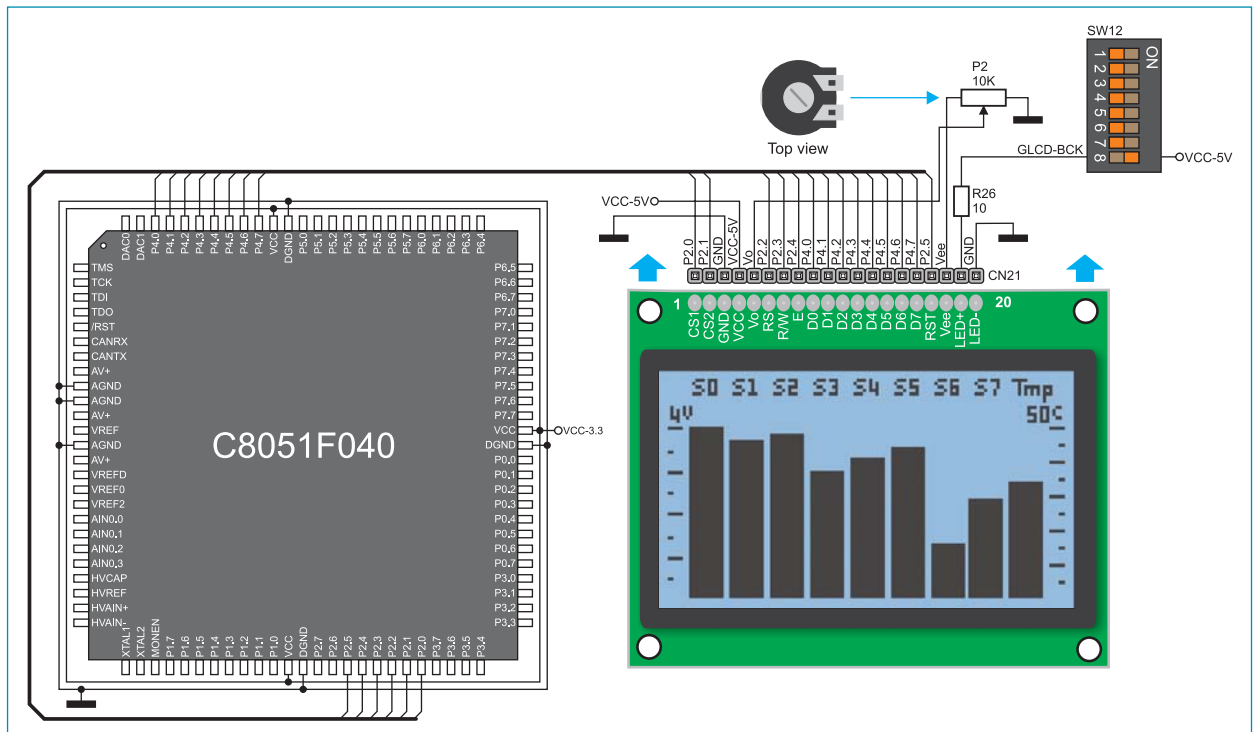 SW12
ON
1
2
3
4
5
6
7
8
P2
10K
Top view
GLCD-BCK
VCC-5V
R26
10
VCC-5V
P2.0
P2.1
GND
VCC-5V
Vo
P2.2
P2.3
P2.4
P4.0
P4.1
P4.2
P4.3
P4.4
P4.5
P4.6
P4.7
P2.5
Vee
GND
CN21
1
20
CS1
CS2
GND
VCC
Vo
RS
R/W
E
D0
D1
D2
D3
D4
D5
D6
D7
RST
Vee
LED+
LED-
S0 S1 S2 S3 S4 S5 S6 S7 Tmp
4V
50C
DAC0
DAC1
P4.0
P4.1
P4.2
P4.3
P4.4
P4.5
P4.6
P4.7
VCC
DGND
P5.0
P5.1
P5.2
P5.3
P5.4
P5.5
P5.6
P5.7
P6.0
P6.1
P6.2
P6.3
P6.4
TMS
TCK
TDI
TDO
/RST
CANRX
CANTX
AV+
AGND
AGND
AV+
VREF
AGND
AV+
VREFD
VREF0
VREF2
AIN0.0
AIN0.1
AIN0.2
AIN0.3
HVCAP
HVREF
HVAIN+
HVAIN-
C8051F040
P6.5
P6.6
P6.7
P7.0
P7.1
P7.2
P7.3
P7.4
P7.5
P7.6
P7.7
VCC
VCC-3.3
DGND
P0.0
P0.1
P0.2
P0.3
P0.4
P0.5
P0.6
P0.7
P3.0
P3.1
P3.2
P3.3
XTAL1
XTAL2
MONEN
P1.7
P1.6
P1.5
P1.4
P1.3
P1.2
P1.1
P1.0
VCC
DGND
P2.7
P2.6
P2.5
P2.4
P2.3
P2.2
P2.1
P2.0
P3.7
P3.6
P3.5
P3.4